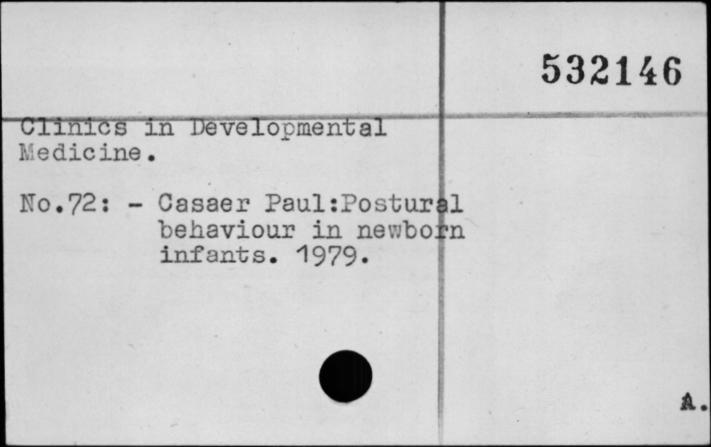 532146
Clinics in Developmental
Medicine.
No.72: - Casaer Paul:Postural
behaviour in newborn
infants. 1979.
A.